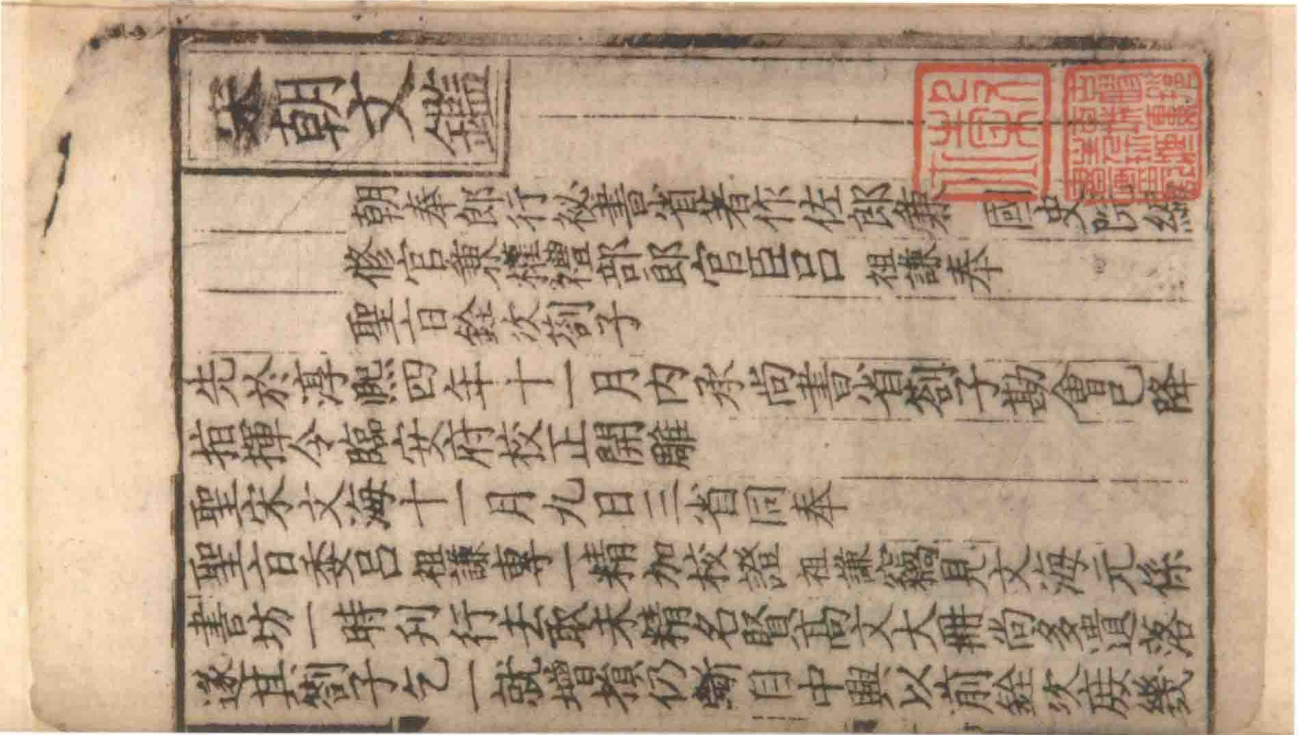 宋朝文鑑
朝奉郎行祕書省著作佐郎兼 國史院編
修官兼權禮部郎官臣呂 祖謙奉
聖旨銓次劄子
先於淳熙四年十一月內承尚書省劄子勘會已降
指揮令臨安府校正開雕
聖宋文海十一月九日三省同奉
聖旨委呂祖謙專一精加校證祖謙竊見文海元係
書坊一時刋行去取未精名賢高文大冊尚多遺落
遂具劄子乞一就增損仍斷自中興以前銓次庶幾